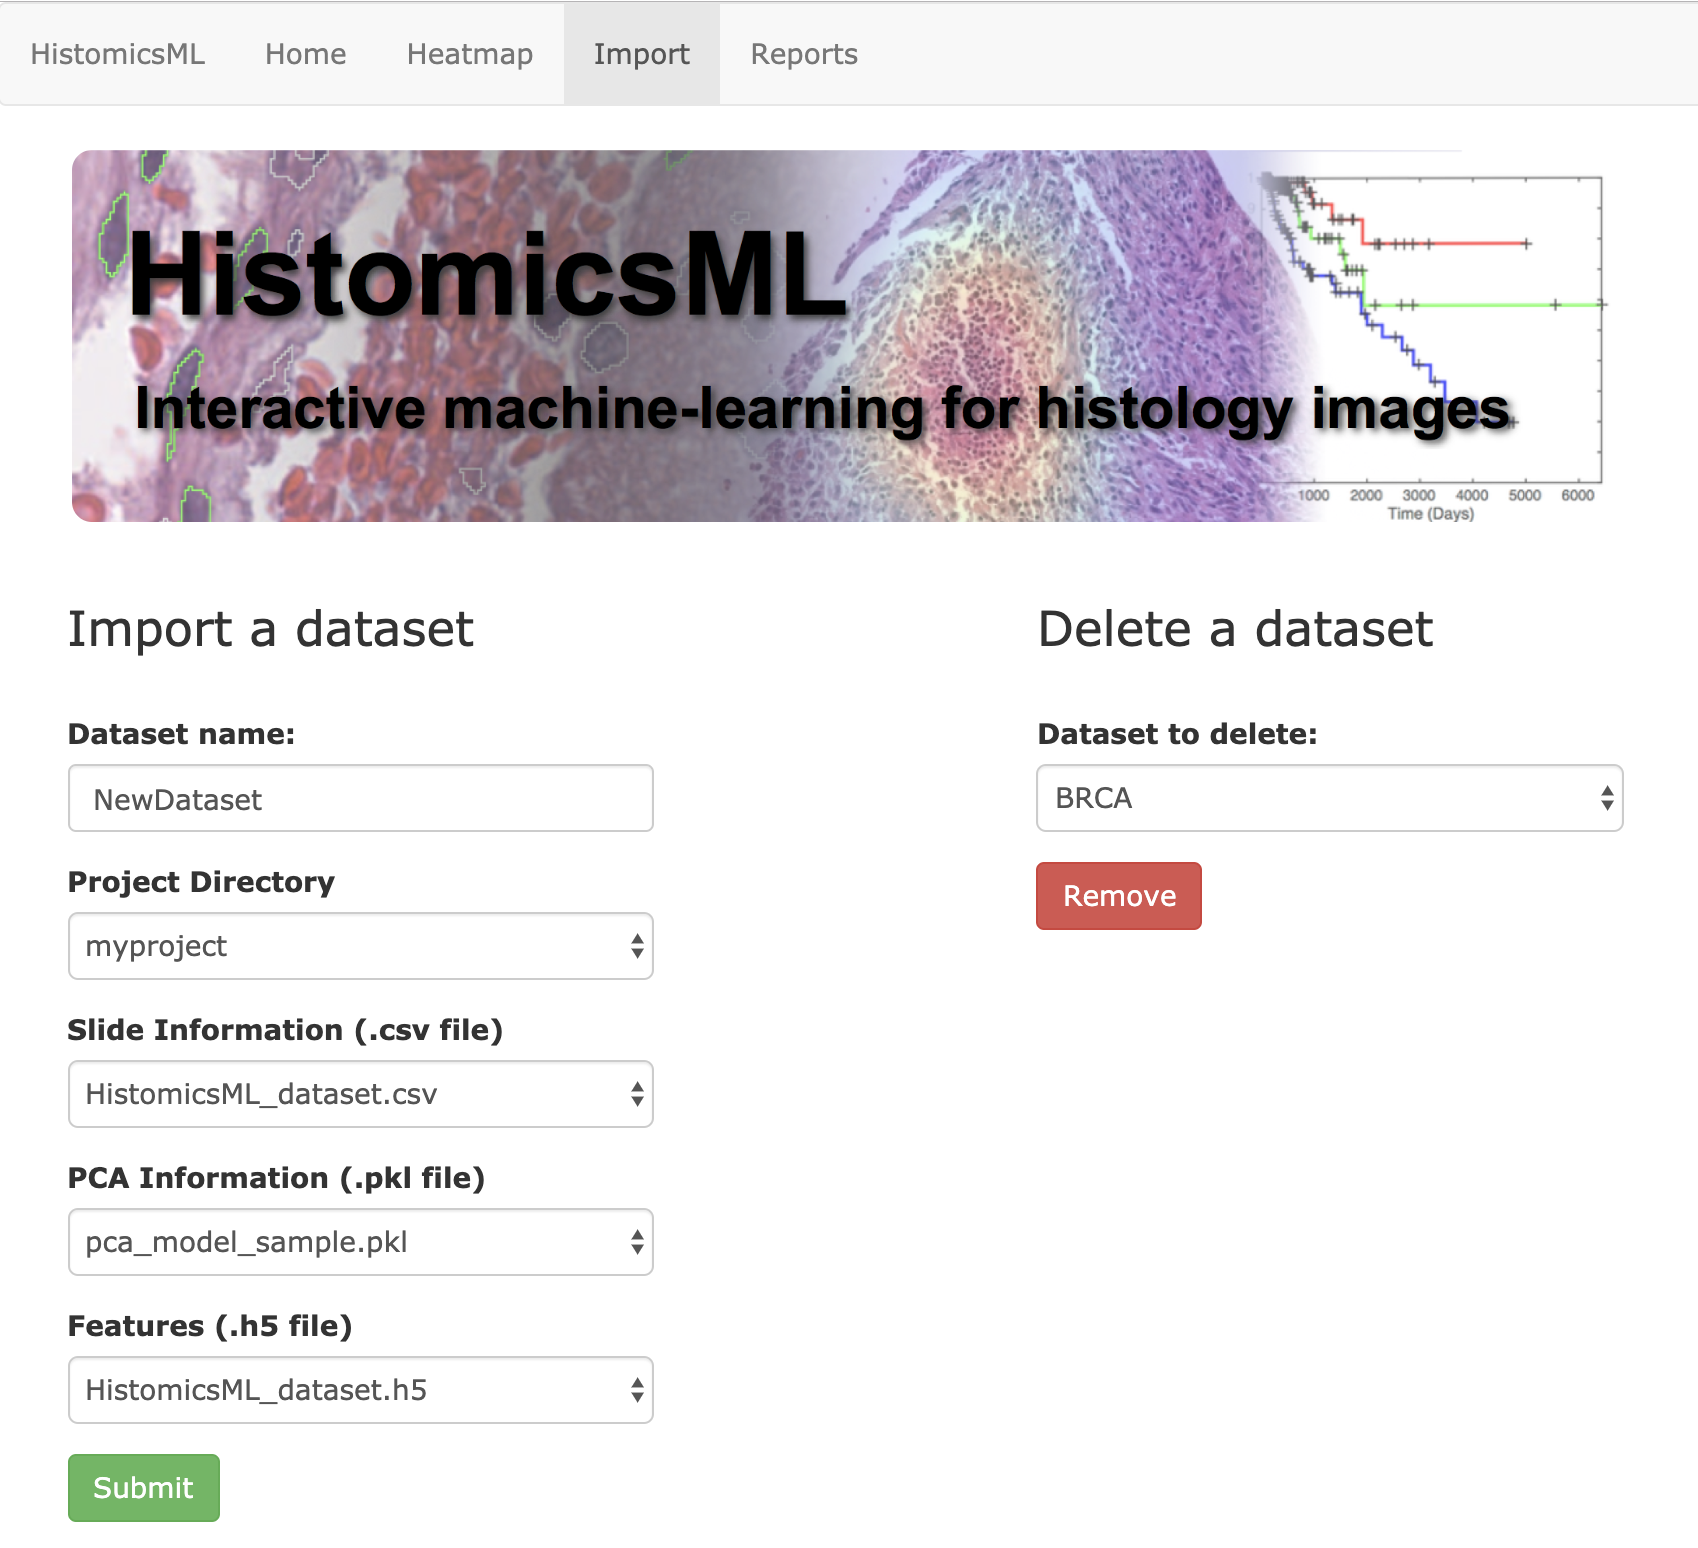 HistomicsML Home Heatmap Import Reports
HistomicsML
Interactive machine-learning for histology images
1000 2000 3000 4000 5000 6000
Time (Days)
Import a dataset
Dataset name:
NewDataset
Project Directory
myproject
Slide Information (.csv file)
HistomicsML_dataset.csv
PCA Information (.pkl file)
pca_model_sample.pkl
Features (.h5 file)
HistomicsML_dataset.h5
Submit
Delete a dataset
Dataset to delete:
BRCA
Remove